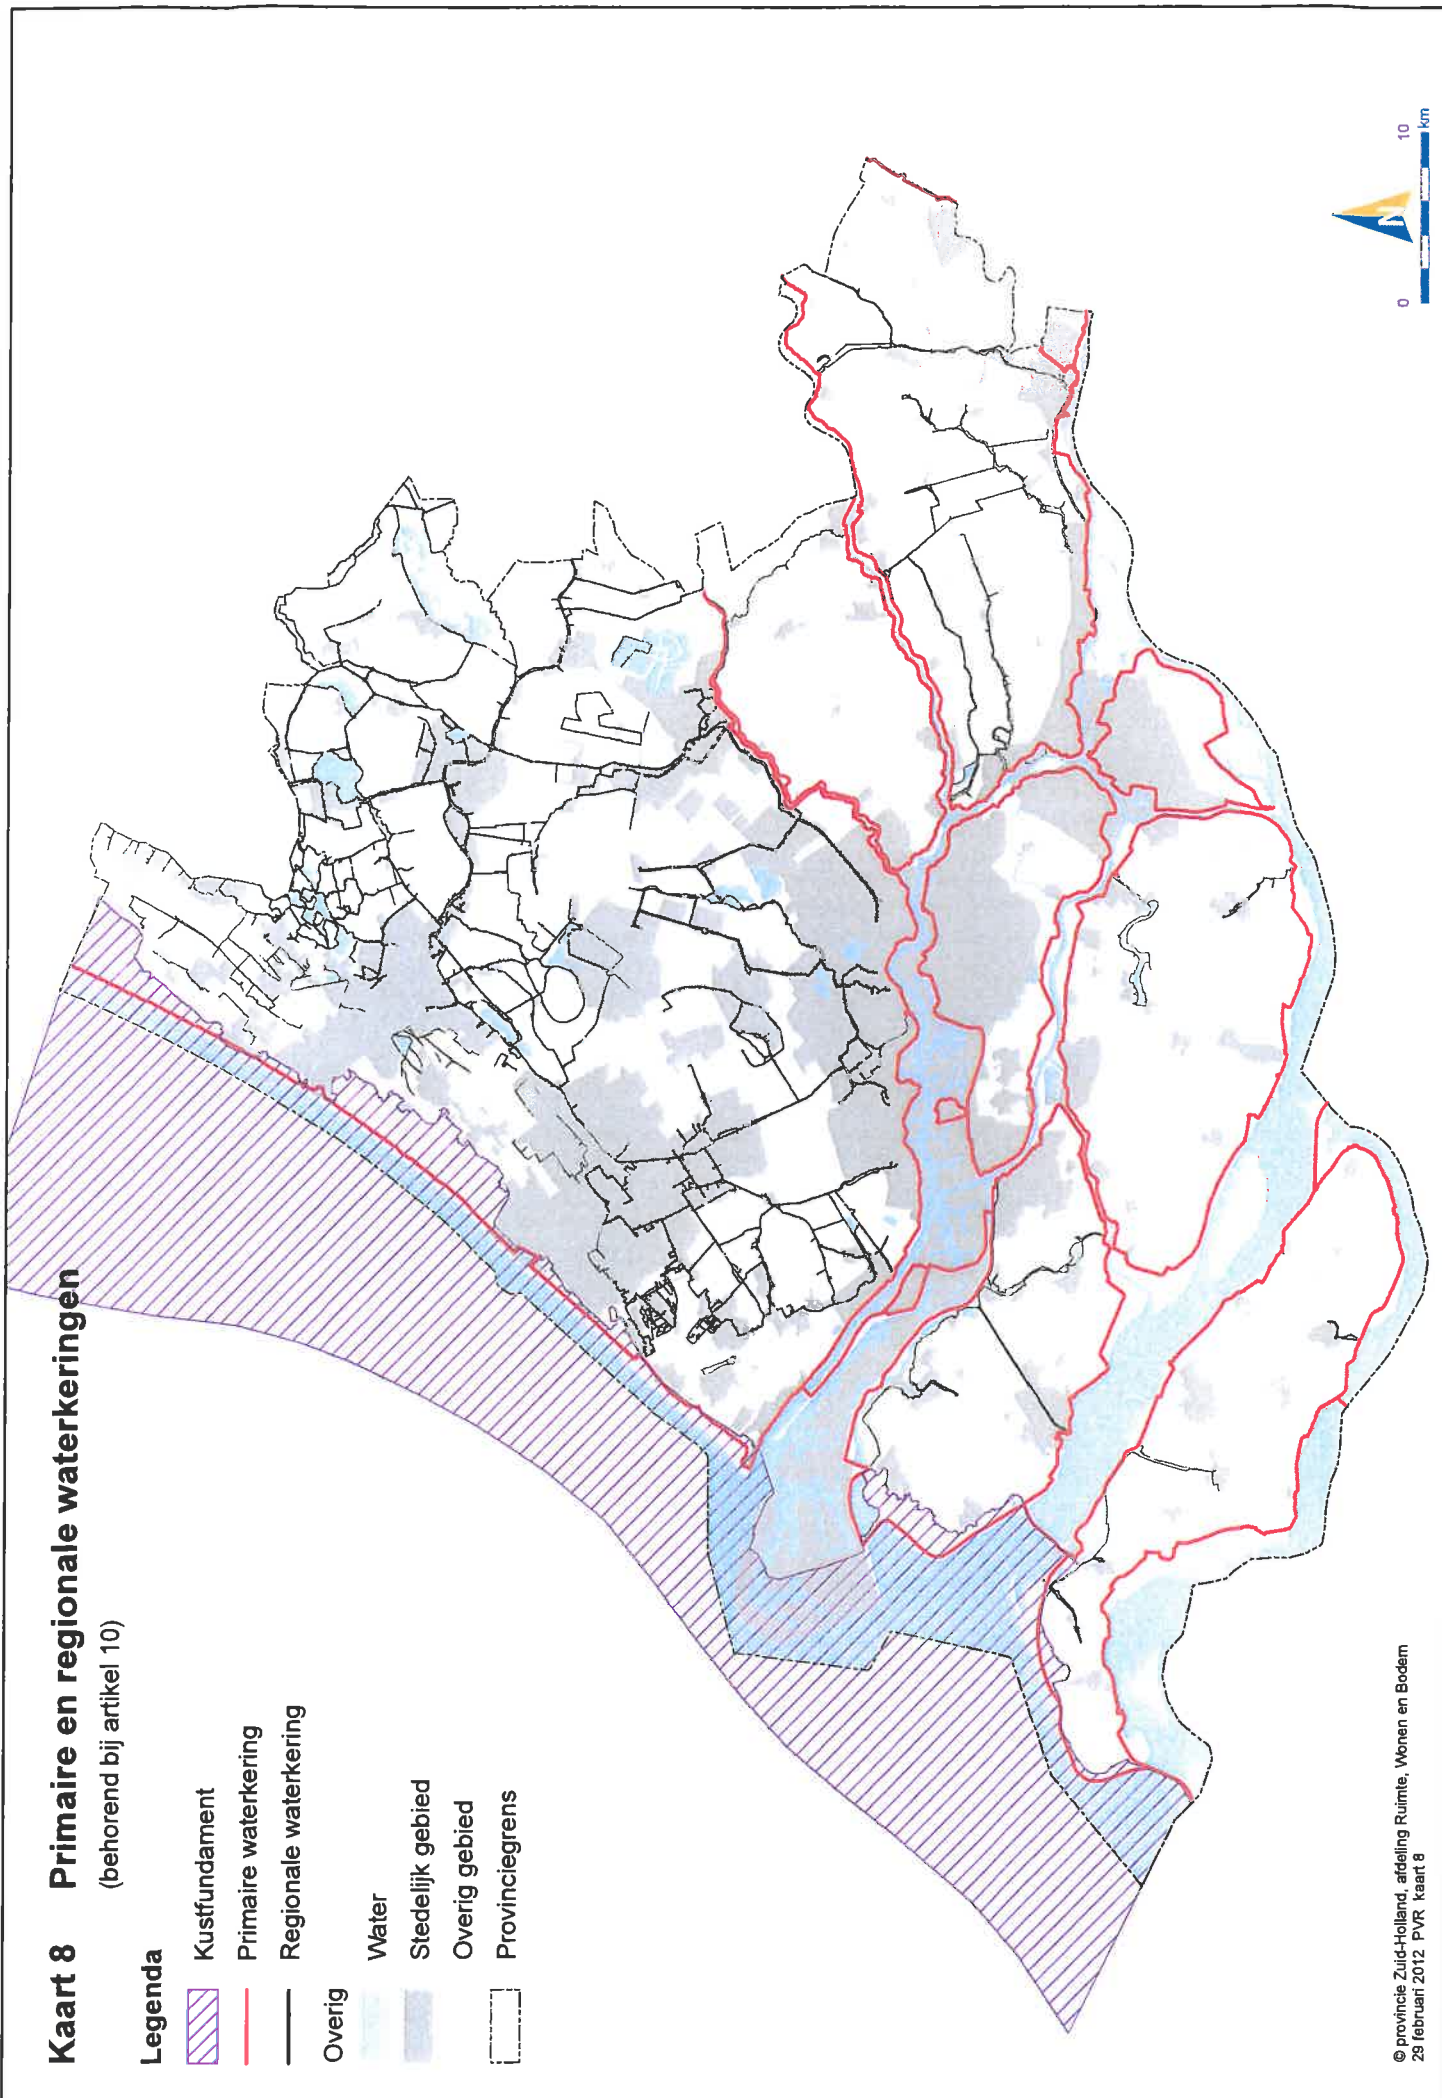 Kaart 8 Primaire en regionale waterkeringen
(behorend bij artikel 10)
Legenda
Kustfundament
Primaire waterkering
Regionale waterkering
Overig
Water
Stedelijk gebied
Overig gebied
Provinciegrens
N
0 10
km
© provincie Zuid-Holland, afdeling Ruimte, Wonen en Bodem
29 februari 2012 PVR kaart 8